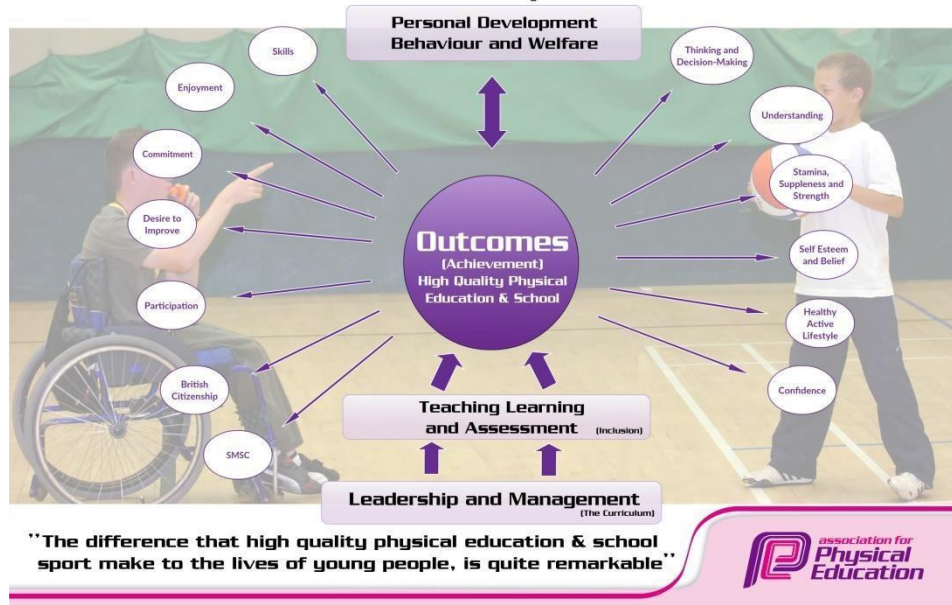 Personal Development
Behaviour and Welfare
Skills
Enjoyment
Commitment
Desire to
Improve
Participation
British
Citizenship
SMSC
Thinking and
Decision-Making
Understanding
Stamina,
Suppleness and
Strength
Self Esteem
and Belief
Healthy
Active
Lifestyle
Confidence
Outcomes
(Achievement)
High Quality Physical
Education & School
Teaching Learning
and Assessment (Inclusion)
Leadership and Management
(The Curriculum)
"The difference that high quality physical education & school
sport make to the lives of young people, is quite remarkable"
association for
Physical
Education